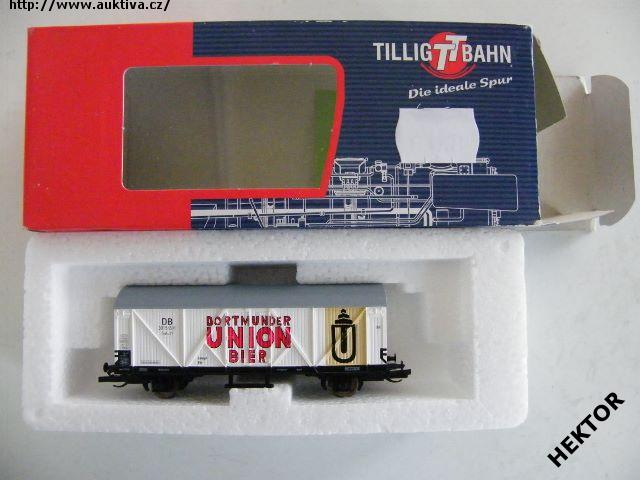 http://www.auktiva.cz/
TILLIG TT BAHN
Die ideale Spur
DB
DORTMUNDER
UNION
BIER
U
HEKTOR